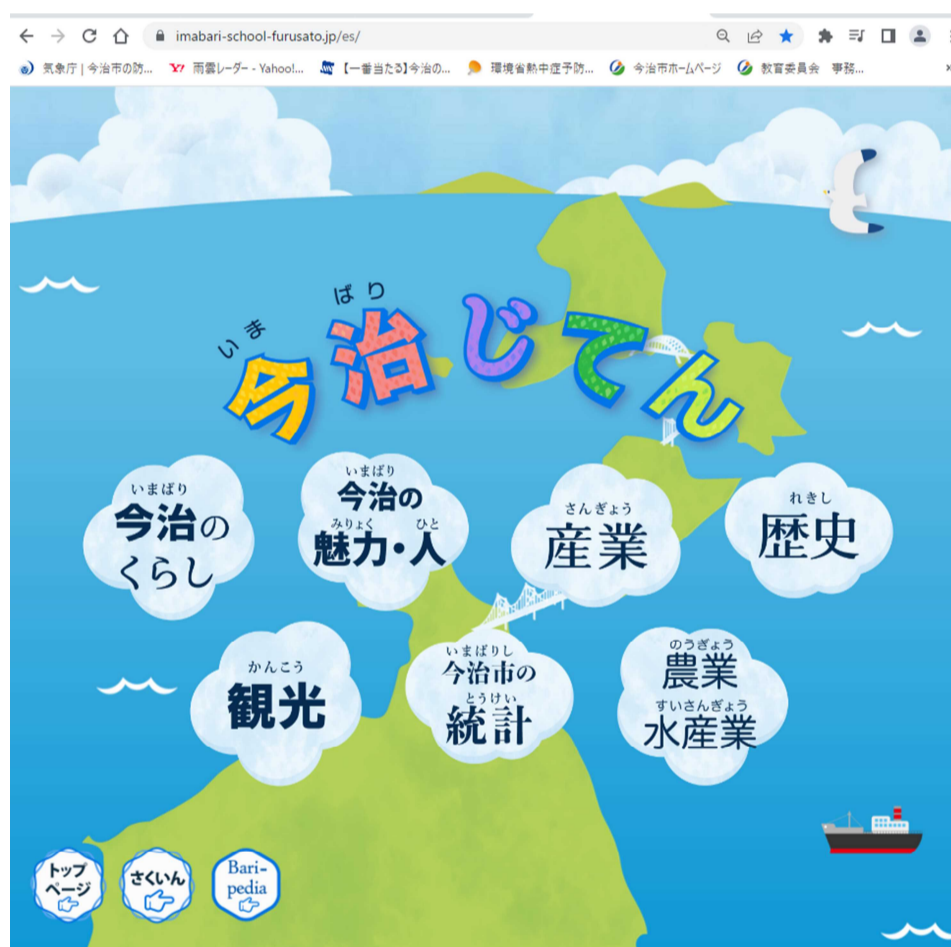 imabari-school-furusato.jp/es/
気象庁 | 今治市の防... 雨雲レーダー - Yahoo!... 【一番当たる】今治の... 環境省熱中症予防... 今治市ホームページ 教育委員会 事務...
いま ばり
今治じてん
いまばり
今治の
くらし
いまばり
今治の
みりょく ひと
魅力・人
さんぎょう
産業
れきし
歴史
かんこう
観光
いまばりし
今治市の
とうけい
統計
のうぎょう
農業
すいさんぎょう
水産業
トップ
ページ
さくいん
Bari-
pedia